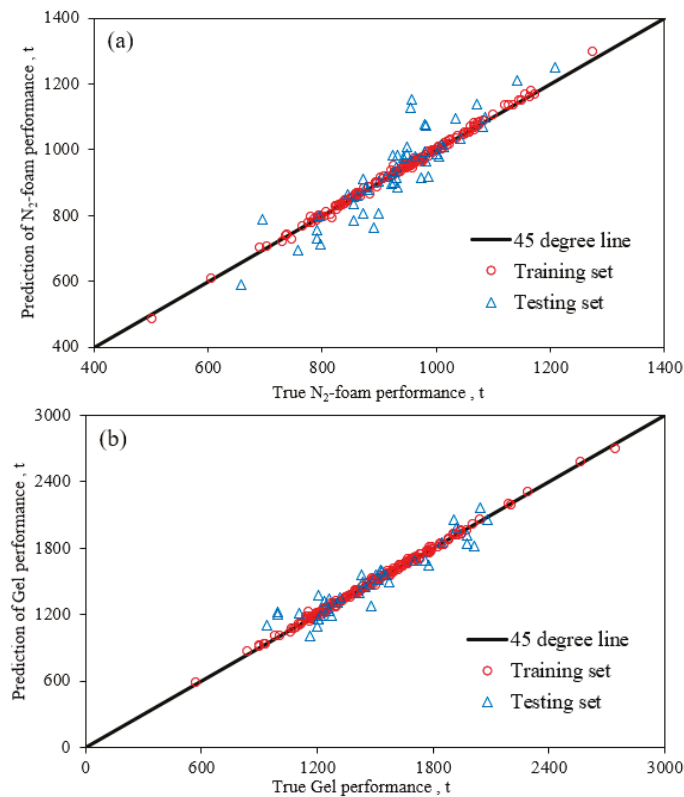 (a)
1400
1200
1000
800
600
400
Prediction of N₂-foam performance, t
45 degree line
Training set
Testing set
400 600 800 1000 1200 1400
True N₂-foam performance , t
(b)
3000
2400
1800
1200
600
0
Prediction of Gel performance , t
45 degree line
Training set
Testing set
0 600 1200 1800 2400 3000
True Gel performance , t